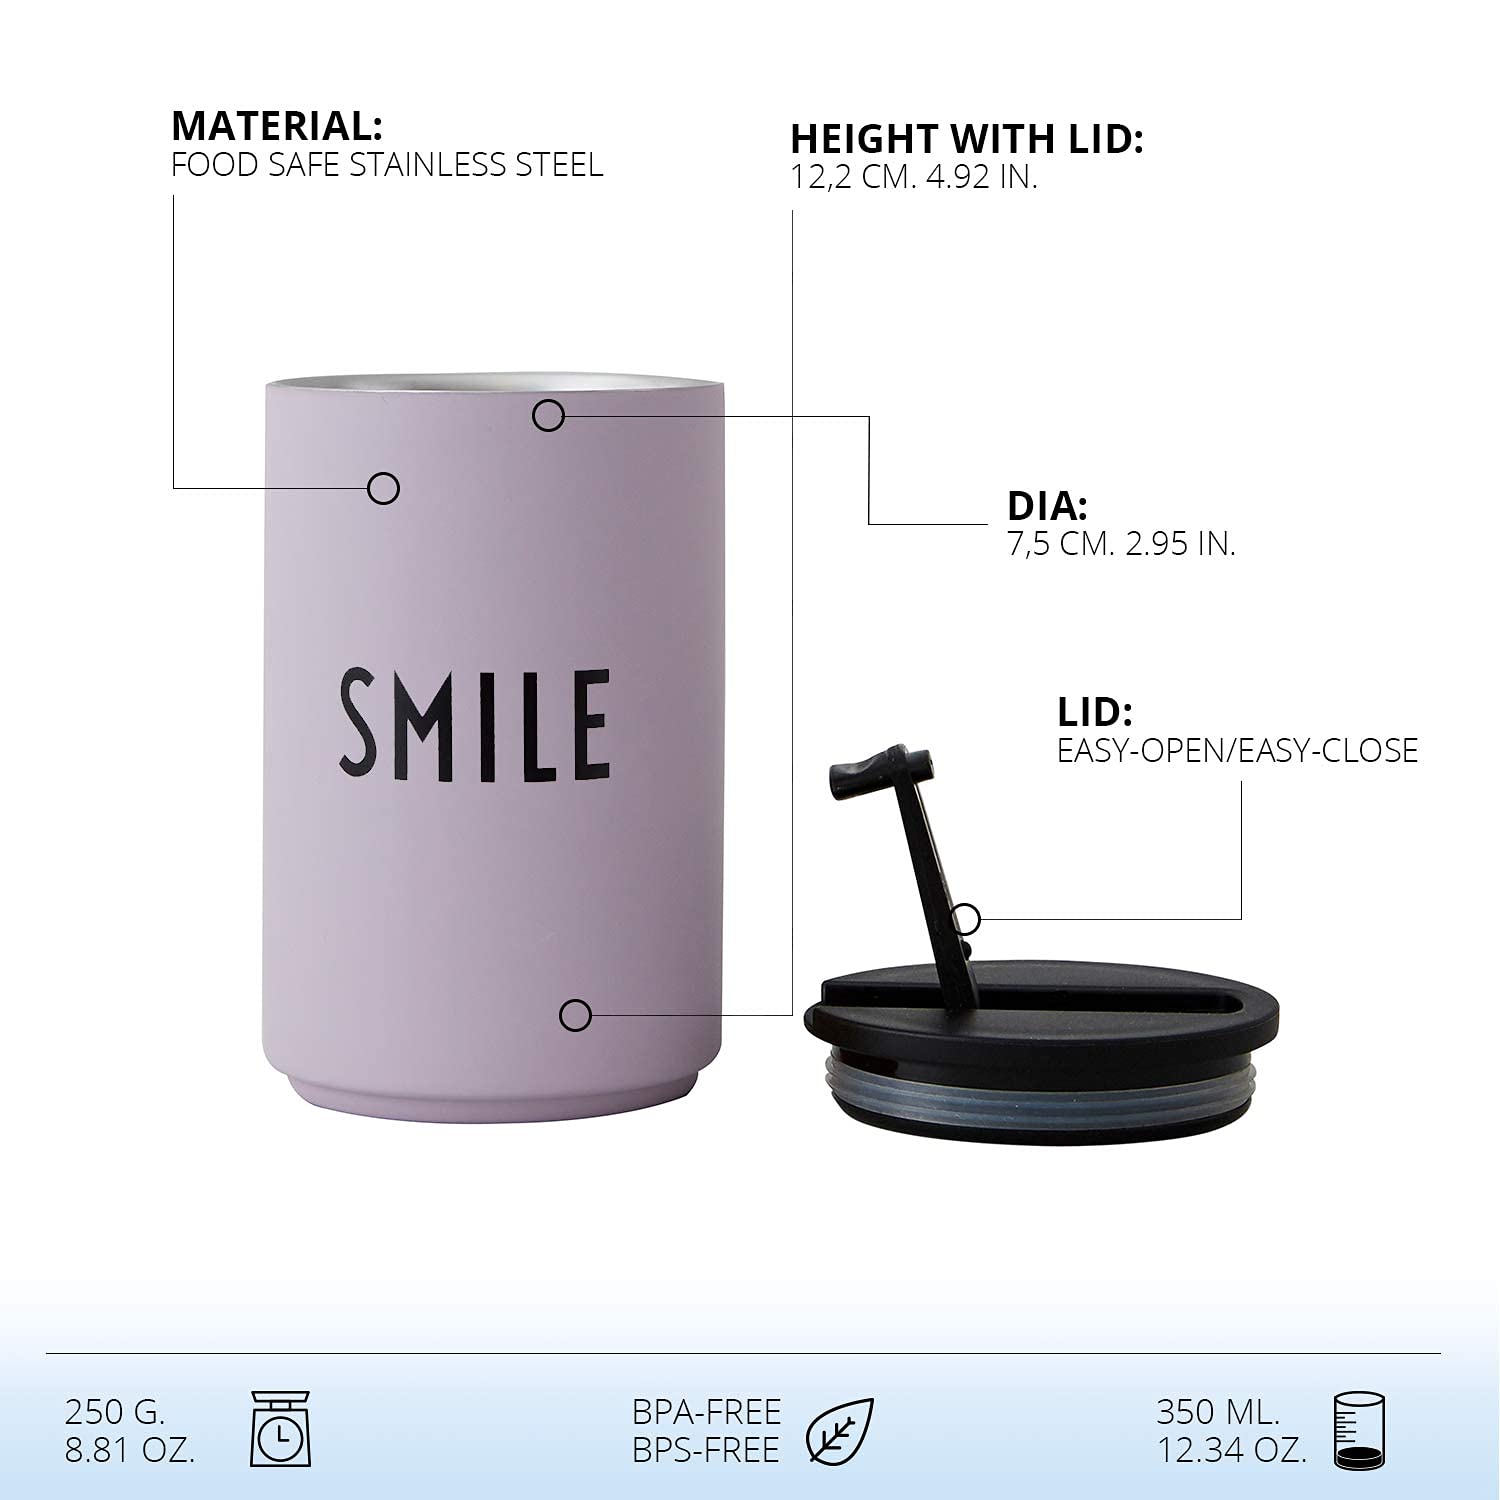 MATERIAL:
FOOD SAFE STAINLESS STEEL
HEIGHT WITH LID:
12,2 CM. 4.92 IN.
DIA:
7,5 CM. 2.95 IN.
SMILE
LID:
EASY-OPEN/EASY-CLOSE
250 G.
8.81 OZ.
BPA-FREE
BPS-FREE
350 ML.
12.34 OZ.